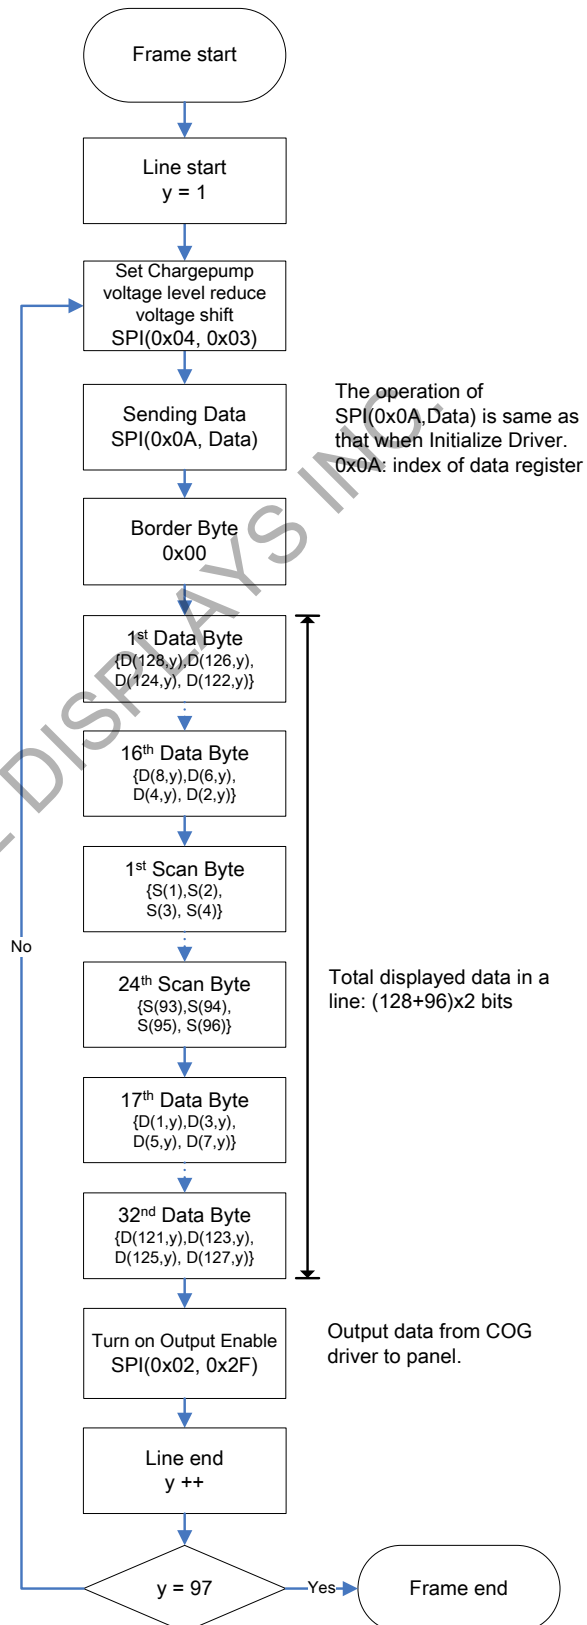 Frame start
Line start
y = 1
Set Chargepump
voltage level reduce
voltage shift
SPI(0x04, 0x03)
Sending Data
SPI(0x0A, Data)
The operation of
SPI(0x0A,Data) is same as
that when Initialize Driver.
0x0A: index of data register
Border Byte
0x00
1st Data Byte
{D(128,y),D(126,y),
D(124,y), D(122,y)}
16th Data Byte
{D(8,y),D(6,y),
D(4,y), D(2,y)}
1st Scan Byte
{S(1),S(2),
S(3), S(4)}
No
24th Scan Byte
{S(93),S(94),
S(95), S(96)}
Total displayed data in a
line: (128+96)x2 bits
17th Data Byte
{D(1,y),D(3,y),
D(5,y), D(7,y)}
32nd Data Byte
{D(121,y),D(123,y),
D(125,y), D(127,y)}
Turn on Output Enable
SPI(0x02, 0x2F)
Output data from COG
driver to panel.
Line end
y ++
y = 97
Yes
Frame end
DISPLAYS INC.